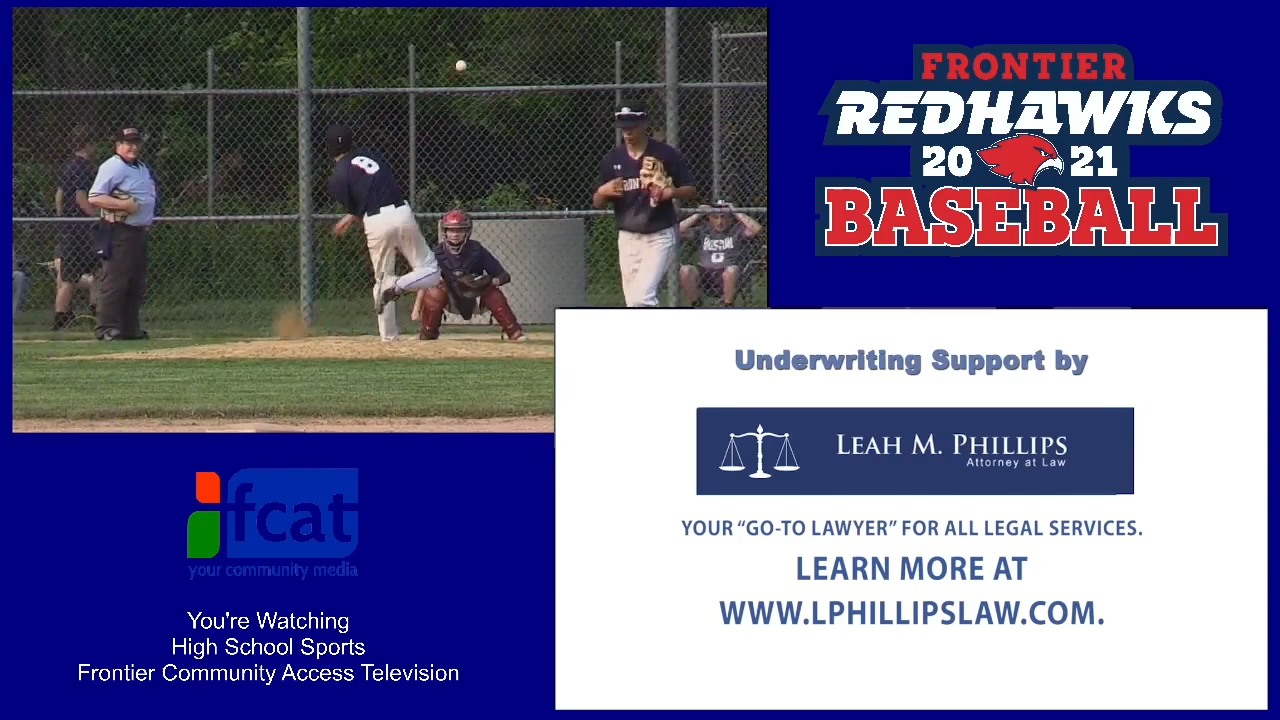 FRONTIER
REDHAWKS
20 21
BASEBALL
8
Underwriting Support by
LEAH M. PHILLIPS
Attorney at Law
YOUR “GO-TO LAWYER” FOR ALL LEGAL SERVICES.
LEARN MORE AT
WWW.LPHILLIPSLAW.COM.
fcat
your community media
You're Watching
High School Sports
Frontier Community Access Television